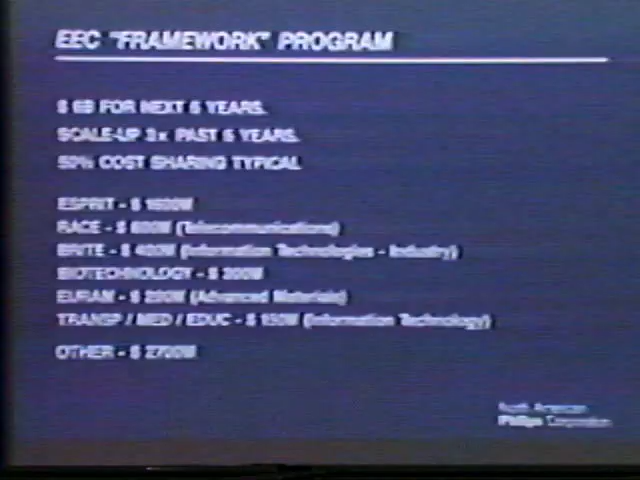 EEC "FRAMEWORK" PROGRAM
$ 6B FOR NEXT 5 YEARS.
SCALE-UP 3x PAST 5 YEARS.
50% COST SHARING TYPICAL
ESPRIT - $ 1600M
RACE - $ 600M (Telecommunications)
BRITE - $ 400M (Information Technologies - Industry)
BIOTECHNOLOGY - $ 300M
EURAM - $ 200M (Advanced Materials)
TRANSP / MED / EDUC - $ 150M (Information Technology)
OTHER - $ 2700M
North American
Philips Corporation